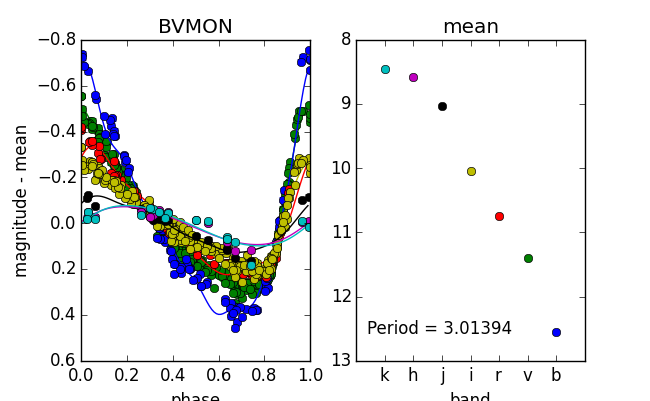 BVMON
mean
−0.8
−0.6
−0.4
−0.2
0.0
0.2
0.4
0.6
magnitude - mean
0.0 0.2 0.4 0.6 0.8 1.0
phase
8
9
10
11
12
13
Period = 3.01394
k h j i r v b
band